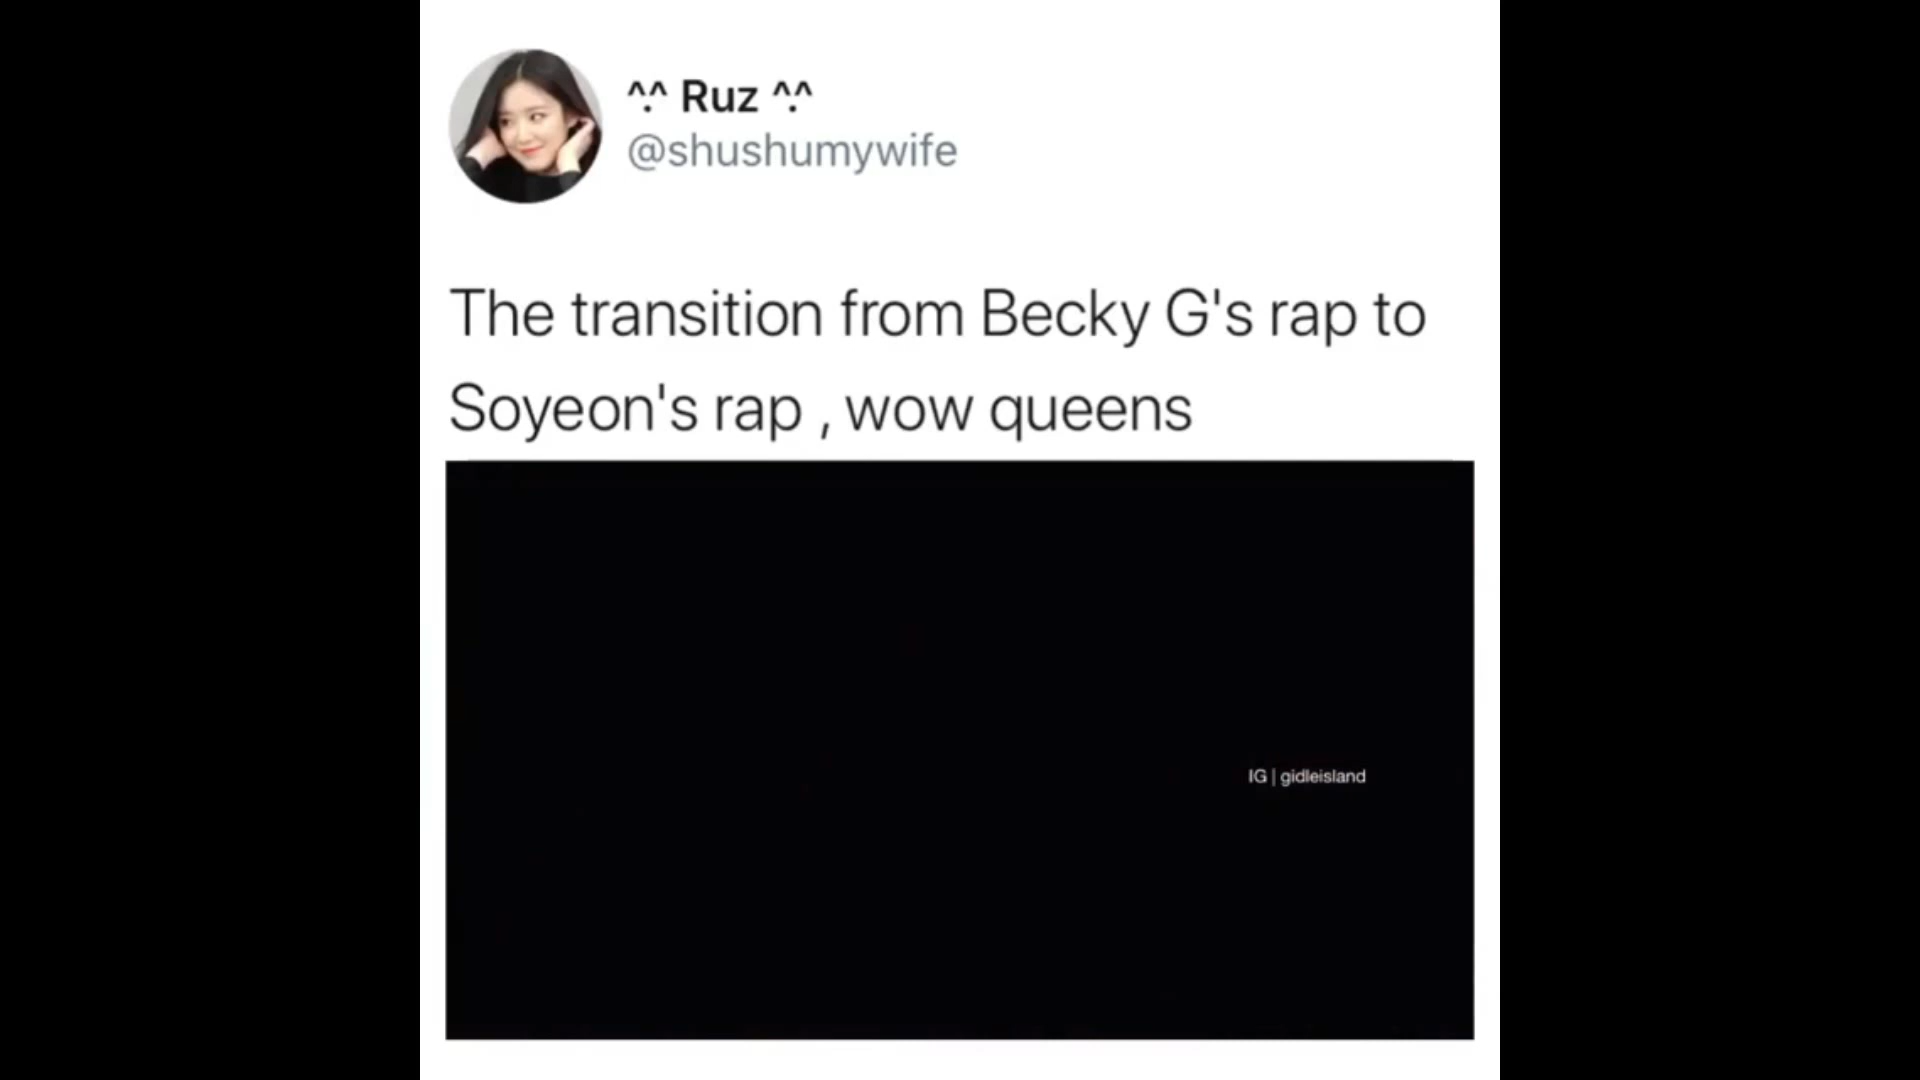 ^.^ Ruz ^.^
@shushumywife
The transition from Becky G's rap to
Soyeon's rap , wow queens
IG | gidleisland